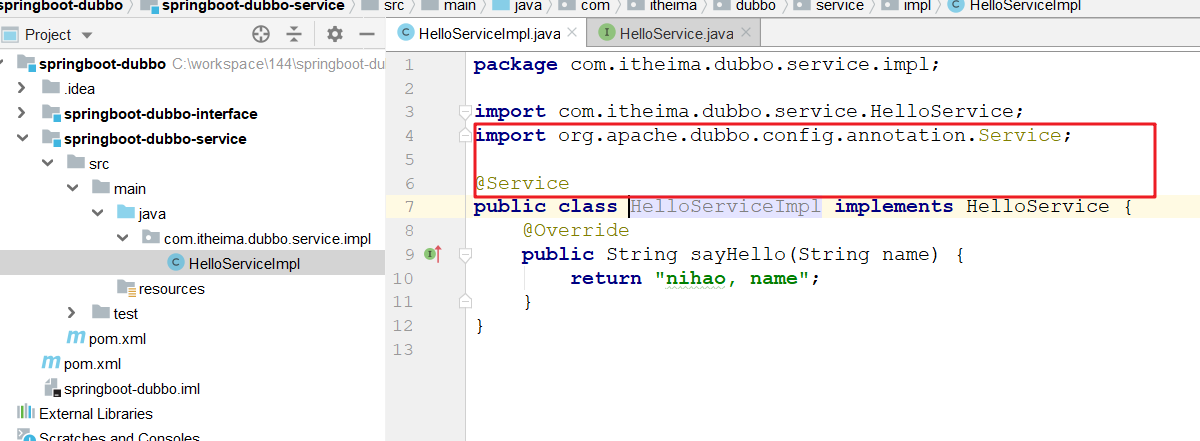 springboot-dubbo springboot-dubbo-service src main java com itheima dubbo service impl HelloServiceImpl
Project
HelloServiceImpl.java HelloService.java
springboot-dubbo C:\workspace\144\springboot-du
.idea
springboot-dubbo-interface
springboot-dubbo-service
src
main
java
com.itheima.dubbo.service.impl
HelloServiceImpl
resources
test
pom.xml
pom.xml
springboot-dubbo.iml
External Libraries
Scratches and Consoles
1 package com.itheima.dubbo.service.impl;
2
3 import com.itheima.dubbo.service.HelloService;
4 import org.apache.dubbo.config.annotation.Service;
5
6 @Service
7 public class HelloServiceImpl implements HelloService {
8 @Override
9 public String sayHello(String name) {
10 return "nihao, name";
11 }
12 }
13